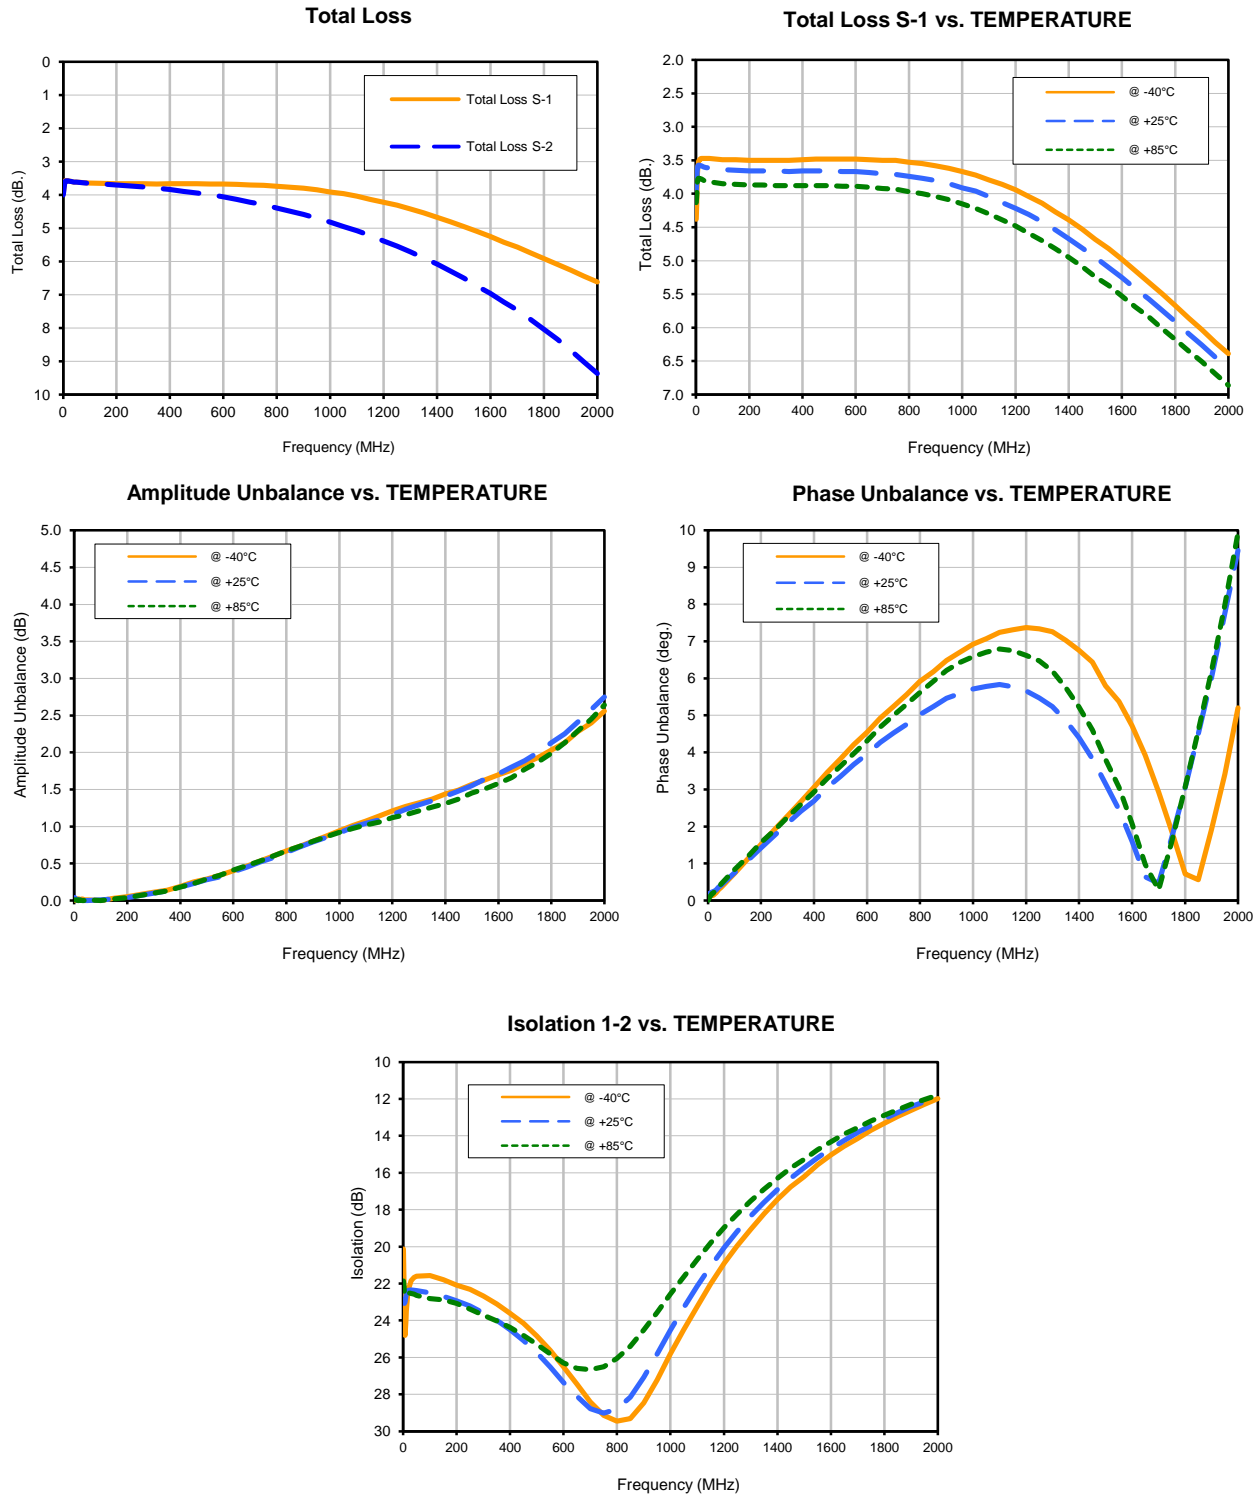 Total Loss
0
1
2
3
4
5
6
7
8
9
10
Total Loss (dB.)
Total Loss S-1
Total Loss S-2
0 200 400 600 800 1000 1200 1400 1600 1800 2000
Frequency (MHz)
Total Loss S-1 vs. TEMPERATURE
2.0
2.5
3.0
3.5
4.0
4.5
5.0
5.5
6.0
6.5
7.0
Total Loss (dB.)
@ -40°C
@ +25°C
@ +85°C
0 200 400 600 800 1000 1200 1400 1600 1800 2000
Frequency (MHz)
Amplitude Unbalance vs. TEMPERATURE
5.0
4.5
4.0
3.5
3.0
2.5
2.0
1.5
1.0
0.5
0.0
Amplitude Unbalance (dB)
@ -40°C
@ +25°C
@ +85°C
0 200 400 600 800 1000 1200 1400 1600 1800 2000
Frequency (MHz)
Phase Unbalance vs. TEMPERATURE
10
9
8
7
6
5
4
3
2
1
0
Phase Unbalance (deg.)
@ -40°C
@ +25°C
@ +85°C
0 200 400 600 800 1000 1200 1400 1600 1800 2000
Frequency (MHz)
Isolation 1-2 vs. TEMPERATURE
10
12
14
16
18
20
22
24
26
28
30
Isolation (dB)
@ -40°C
@ +25°C
@ +85°C
0 200 400 600 800 1000 1200 1400 1600 1800 2000
Frequency (MHz)